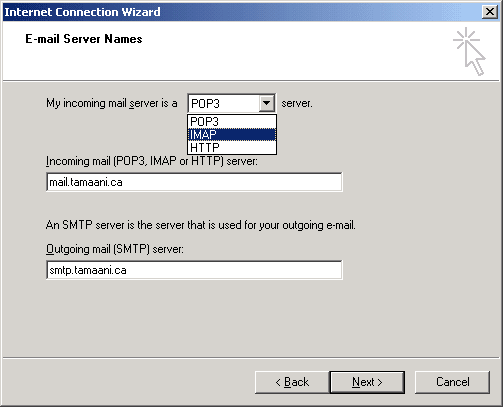 Internet Connection Wizard
E-mail Server Names
My incoming mail server is a POP3 server.
POP3
IMAP
HTTP
Incoming mail (POP3, IMAP or HTTP) server:
mail.tamaani.ca
An SMTP server is the server that is used for your outgoing e-mail.
Outgoing mail (SMTP) server:
smtp.tamaani.ca
< Back Next > Cancel